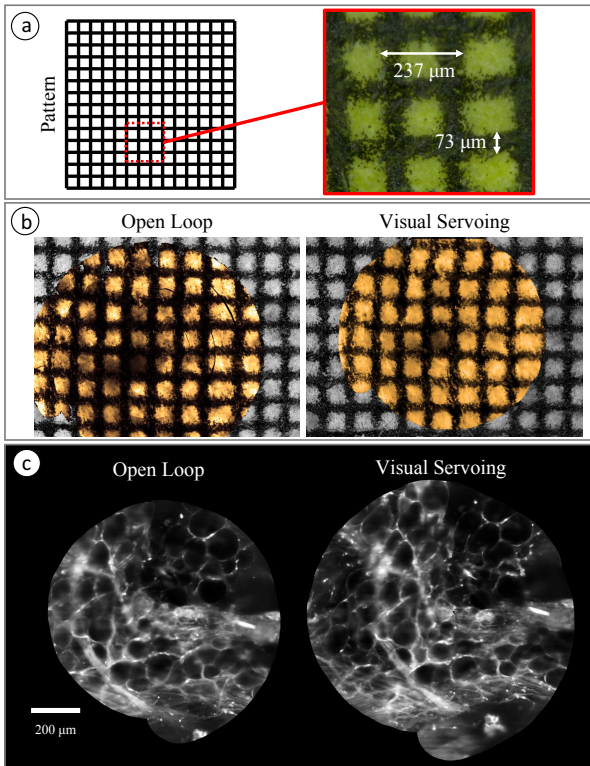 a
Pattern
237 μm
73 μm
b
Open Loop
Visual Servoing
c
Open Loop
Visual Servoing
200 μm